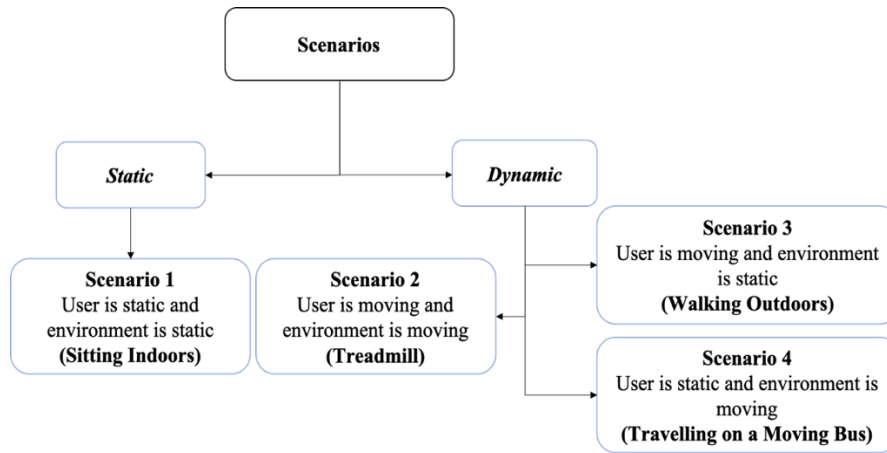 Scenarios
Static
Dynamic
Scenario 1
User is static and
environment is static
(Sitting Indoors)
Scenario 2
User is moving and
environment is moving
(Treadmill)
Scenario 3
User is moving and environment
is static
(Walking Outdoors)
Scenario 4
User is static and environment is
moving
(Travelling on a Moving Bus)